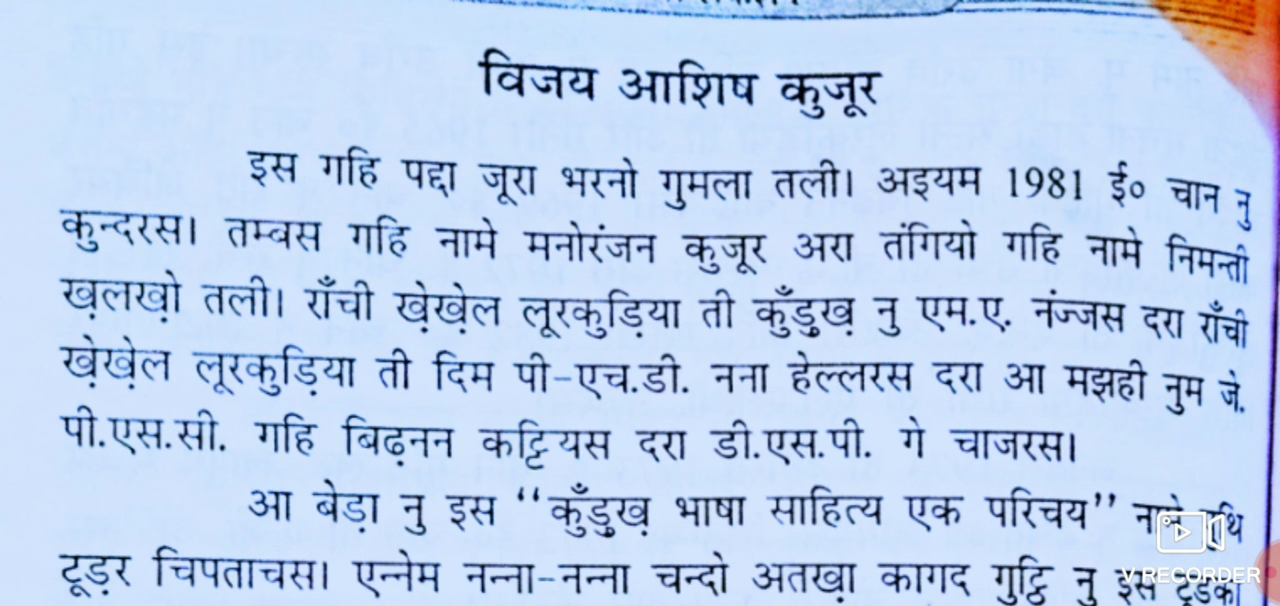 विजय आशिष कुजूर
इस गहि पद्दा जूरा भरनो गुमला तली। अइयम 1981 ई० चान नु
कुन्दरस। तम्बस गहि नामे मनोरंजन कुजूर अरा तंगियो गहि नामे निमन्ती
ख़लखो़ तली। राँची खे़खे़ल लूरकुड़िया ती कुँड़ुख़ नु एम.ए. नंज्जस दरा राँची
खे़खे़ल लूरकुड़िया ती दिम पी-एच.डी. नना हेल्लरस दरा आ मझही नुम जे.
पी.एस.सी. गहि बिढ़नन कट्टियस दरा डी.एस.पी. गे चाजरस।
आ बेड़ा नु इस “कुँड़ुख़ भाषा साहित्य एक परिचय”
टूड़र चिपताचस। एन्नेम नन्ना-नन्ना चन्दो अतख़ा कागद गुट्ठि नु इस
V RECORDER